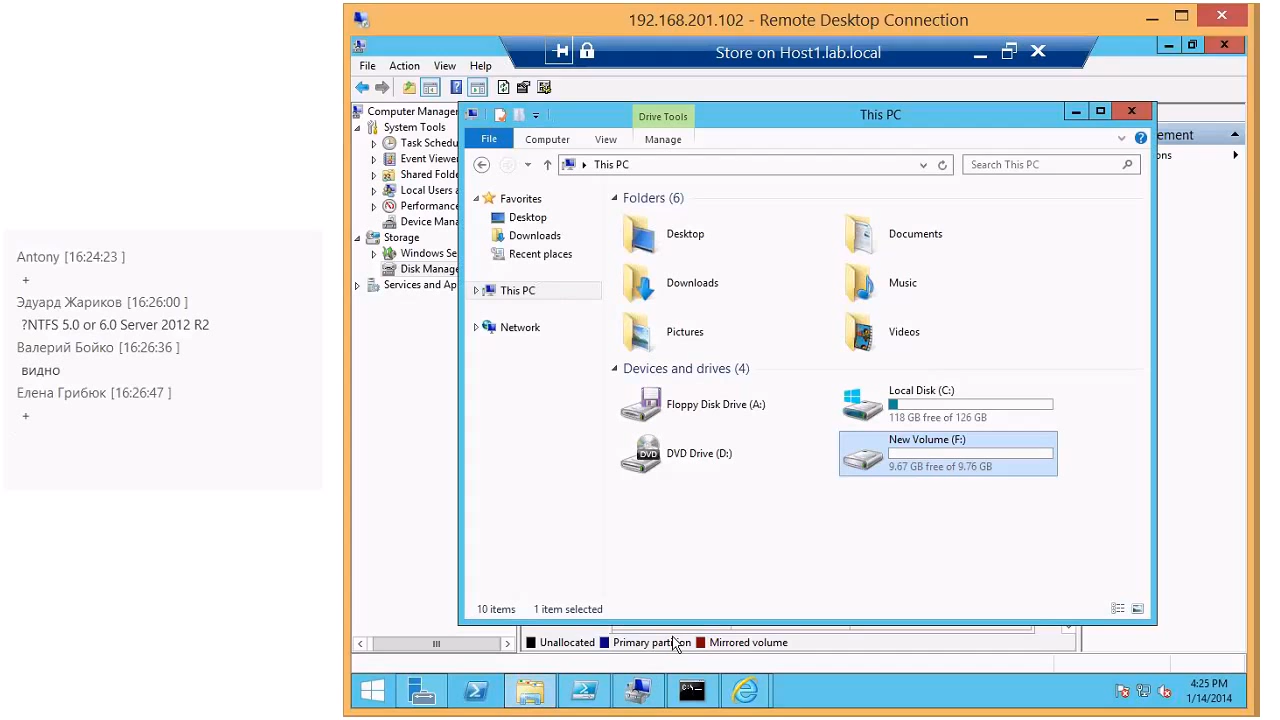 192.168.201.102 - Remote Desktop Connection
Store on Host1.lab.local
File Action View Help
Computer Manager
System Tools
Task Schedu
Event Viewer
Shared Folde
Local Users a
Performance
Device Mana
Storage
Windows Se
Disk Manage
Services and Ap
ement
ons
Drive Tools
This PC
File Computer View Manage
This PC
Search This PC
Favorites
Desktop
Downloads
Recent places
This PC
Network
Folders (6)
Desktop
Documents
Downloads
Music
Pictures
Videos
Devices and drives (4)
Floppy Disk Drive (A:)
Local Disk (C:)
118 GB free of 126 GB
DVD
DVD Drive (D:)
New Volume (F:)
9.67 GB free of 9.76 GB
10 items 1 item selected
Unallocated Primary partition Mirrored volume
4:25 PM
1/14/2014
Antony [16:24:23 ]
+
Эдуард Жариков [16:26:00 ]
?NTFS 5.0 or 6.0 Server 2012 R2
Валерий Бойко [16:26:36 ]
видно
Елена Грибюк [16:26:47 ]
+